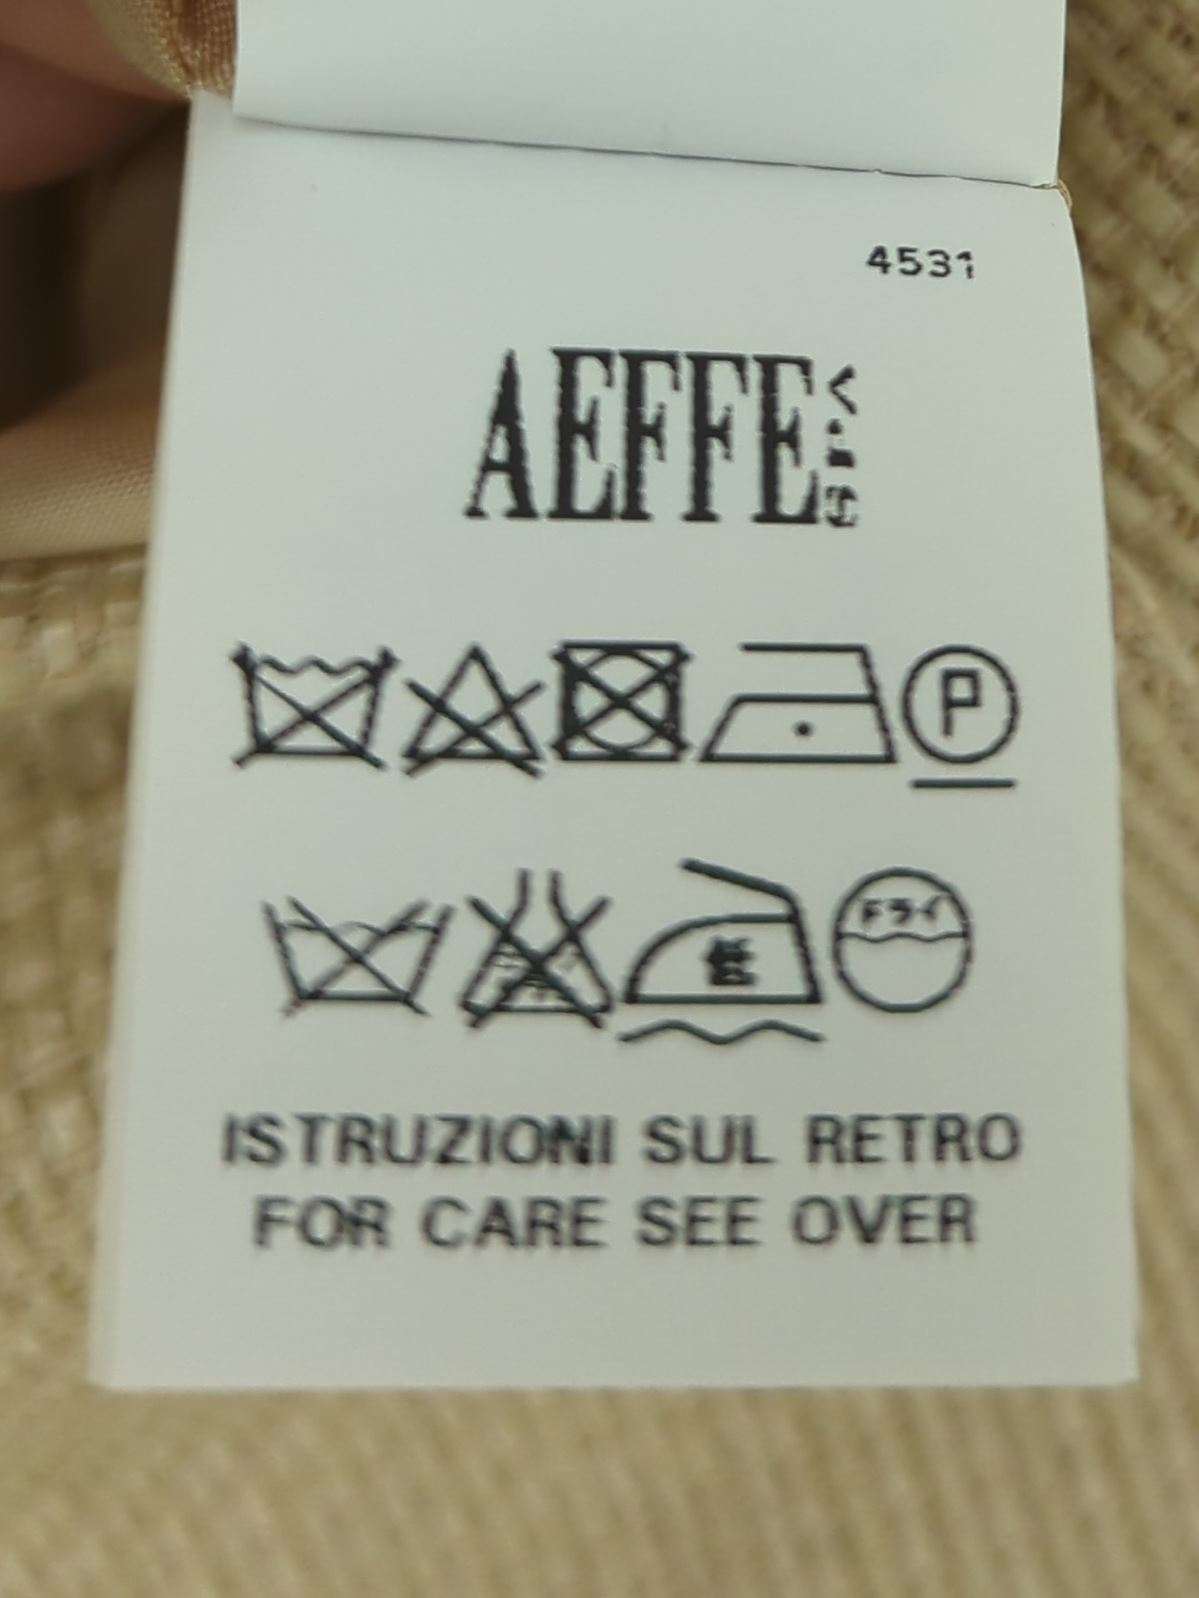 4531
AEFFE
P
ドライ
ISTRUZIONI SUL RETRO
FOR CARE SEE OVER